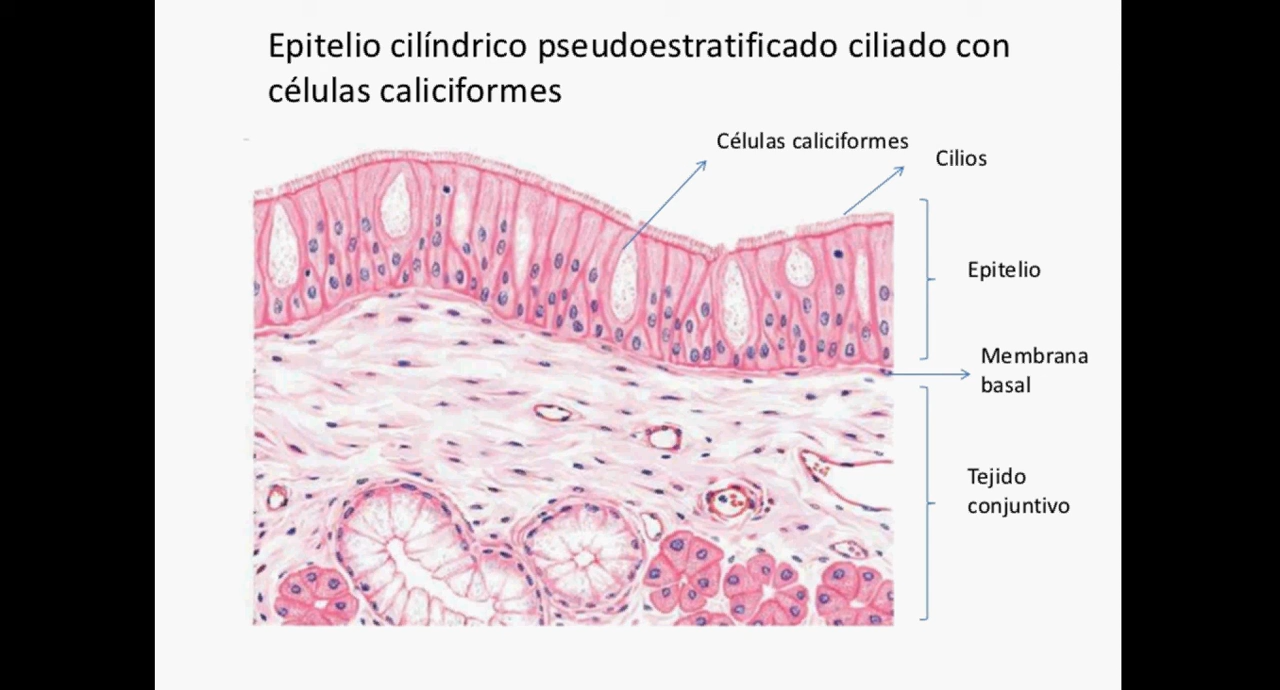 Epitelio cilíndrico pseudoestratificado ciliado con
células caliciformes
Células caliciformes
Cilios
Epitelio
Membrana
basal
Tejido
conjuntivo